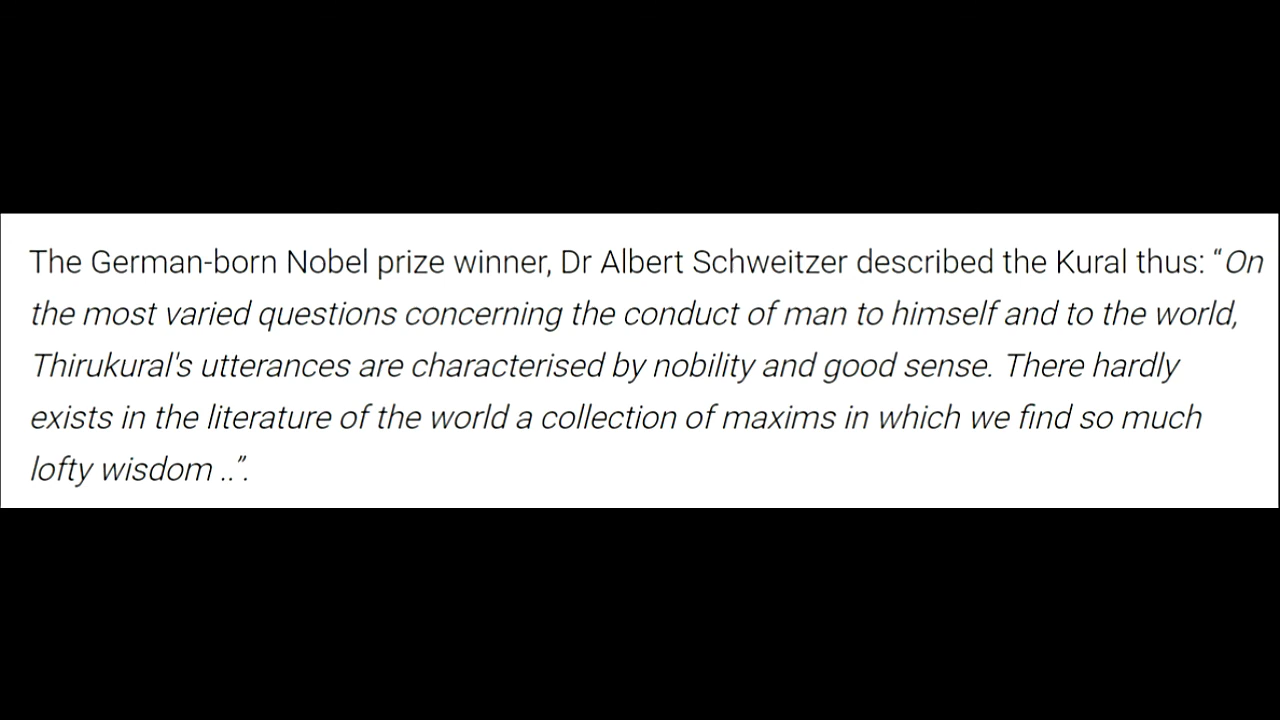 The German-born Nobel prize winner, Dr Albert Schweitzer described the Kural thus: “On
the most varied questions concerning the conduct of man to himself and to the world,
Thirukural's utterances are characterised by nobility and good sense. There hardly
exists in the literature of the world a collection of maxims in which we find so much
lofty wisdom ..”.